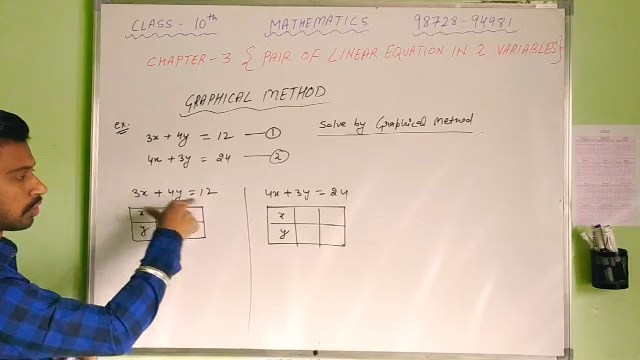 CLASS - 10th MATHEMATICS 98728-94931
CHAPTER-3 { PAIR OF LINEAR EQUATION IN 2 VARIABLES}
GRAPHICAL METHOD
ex:- 3x + 4y = 12 — ① Solve by Graphical Method
4x + 3y = 24 — ②
3x + 4y = 12 4x + 3y = 24
x x
y y